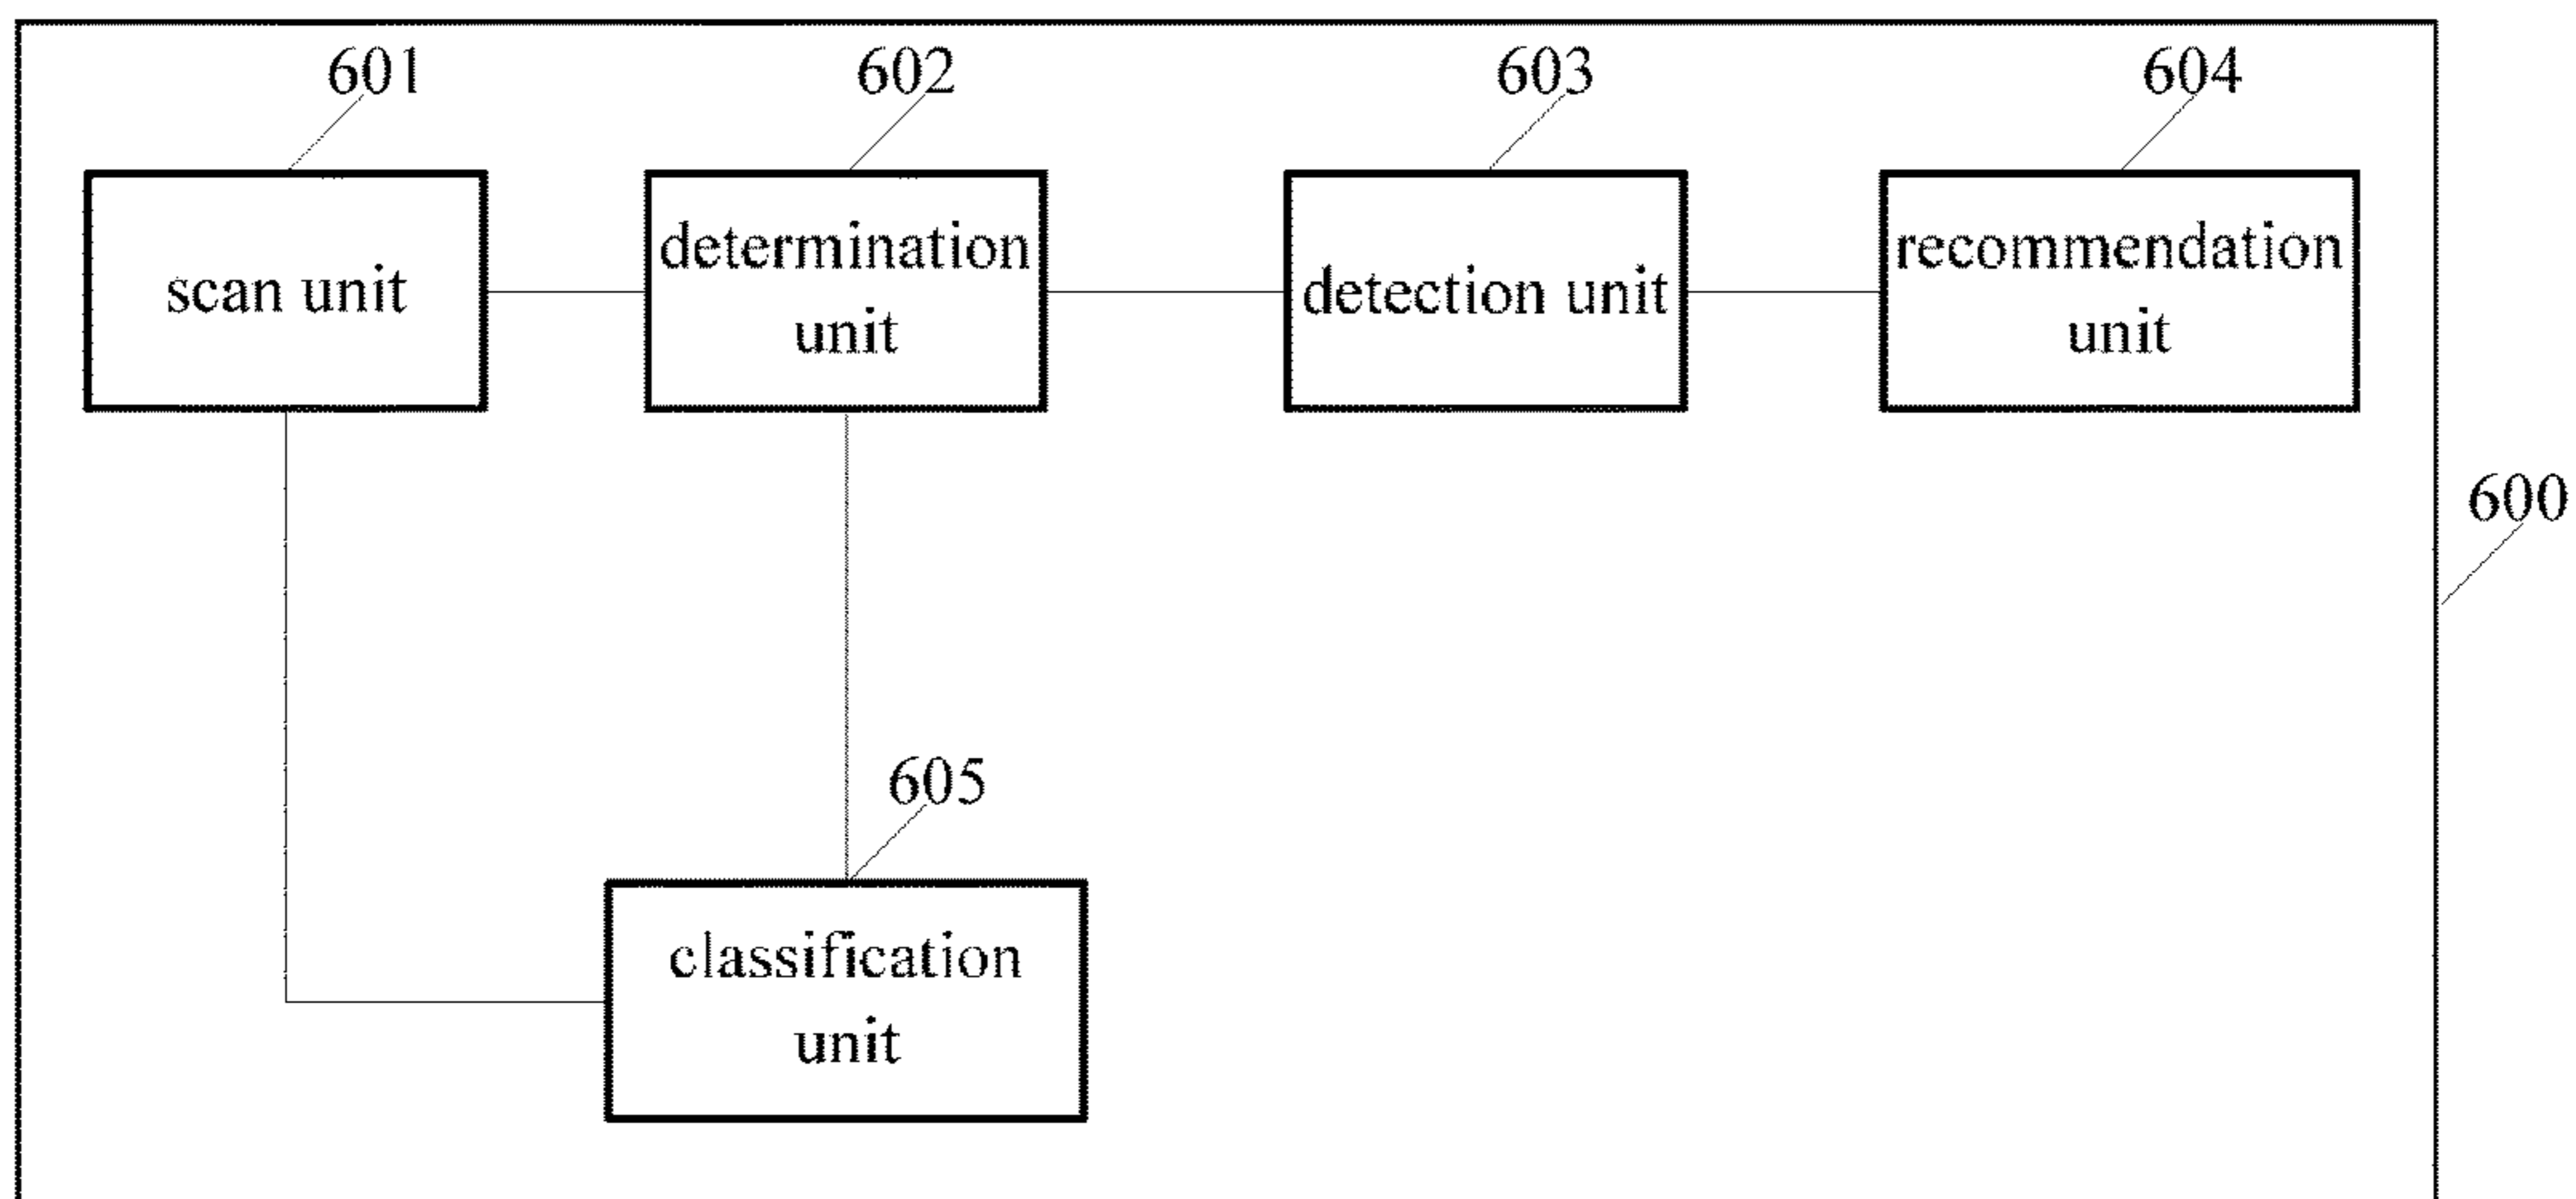 601
602
603
604
scan unit
determination
unit
detection unit
recommendation
unit
600
605
classification
unit